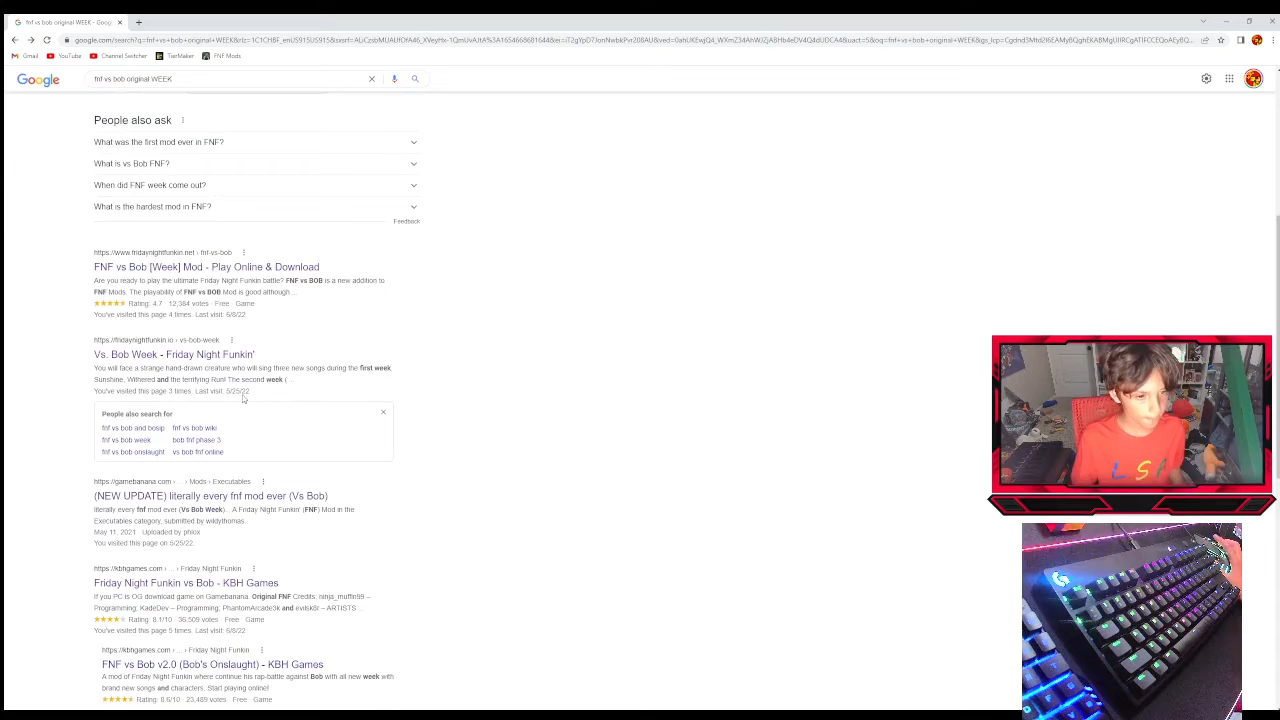 fnf vs bob original WEEK - Goog
Gmail
YouTube
Channel Switcher
TierMaker
FNF Mods
Google
fnf vs bob original WEEK
People also ask
What was the first mod ever in FNF?
What is vs Bob FNF?
When did FNF week come out?
What is the hardest mod in FNF?
Feedback
https://www.fridaynightfunkin.net › fnf-vs-bob
FNF vs Bob [Week] Mod - Play Online & Download
Are you ready to play the ultimate Friday Night Funkin battle? FNF vs BOB is a new addition to
FNF Mods. The playability of FNF vs BOB Mod is good although ...
Rating: 4.7 · 12,384 votes · Free · Game
You've visited this page 4 times. Last visit: 6/8/22
https://fridaynightfunkin.io › vs-bob-week
Vs. Bob Week - Friday Night Funkin'
You will face a strange hand-drawn creature who will sing three new songs during the first week.
Sunshine, Withered and the terrifying Run! The second week ( ...
You've visited this page 3 times. Last visit: 5/25/22
People also search for
fnf vs bob and bosip fnf vs bob wiki
fnf vs bob week bob fnf phase 3
fnf vs bob onslaught vs bob fnf online
https://gamebanana.com › ... › Mods › Executables
(NEW UPDATE) literally every fnf mod ever (Vs Bob)
literally every fnf mod ever (Vs Bob Week)... A Friday Night Funkin' (FNF) Mod in the
Executables category, submitted by wildythomas.
May 11, 2021 · Uploaded by phlox
You visited this page on 5/25/22.
https://kbhgames.com › ... › Friday Night Funkin
Friday Night Funkin vs Bob - KBH Games
If you PC is OG download game on Gamebanana. Original FNF Credits: ninja_muffin99 –
Programming; KadeDev – Programming; PhantomArcade3k and evilsk8r – ARTISTS ...
Rating: 8.1/10 · 36,509 votes · Free · Game
You've visited this page 5 times. Last visit: 6/8/22
https://kbhgames.com › ... › Friday Night Funkin
FNF vs Bob v2.0 (Bob's Onslaught) - KBH Games
A mod of Friday Night Funkin where continue his rap-battle against Bob with all new week with
brand new songs and characters. Start playing online!
Rating: 8.6/10 · 23,489 votes · Free · Game